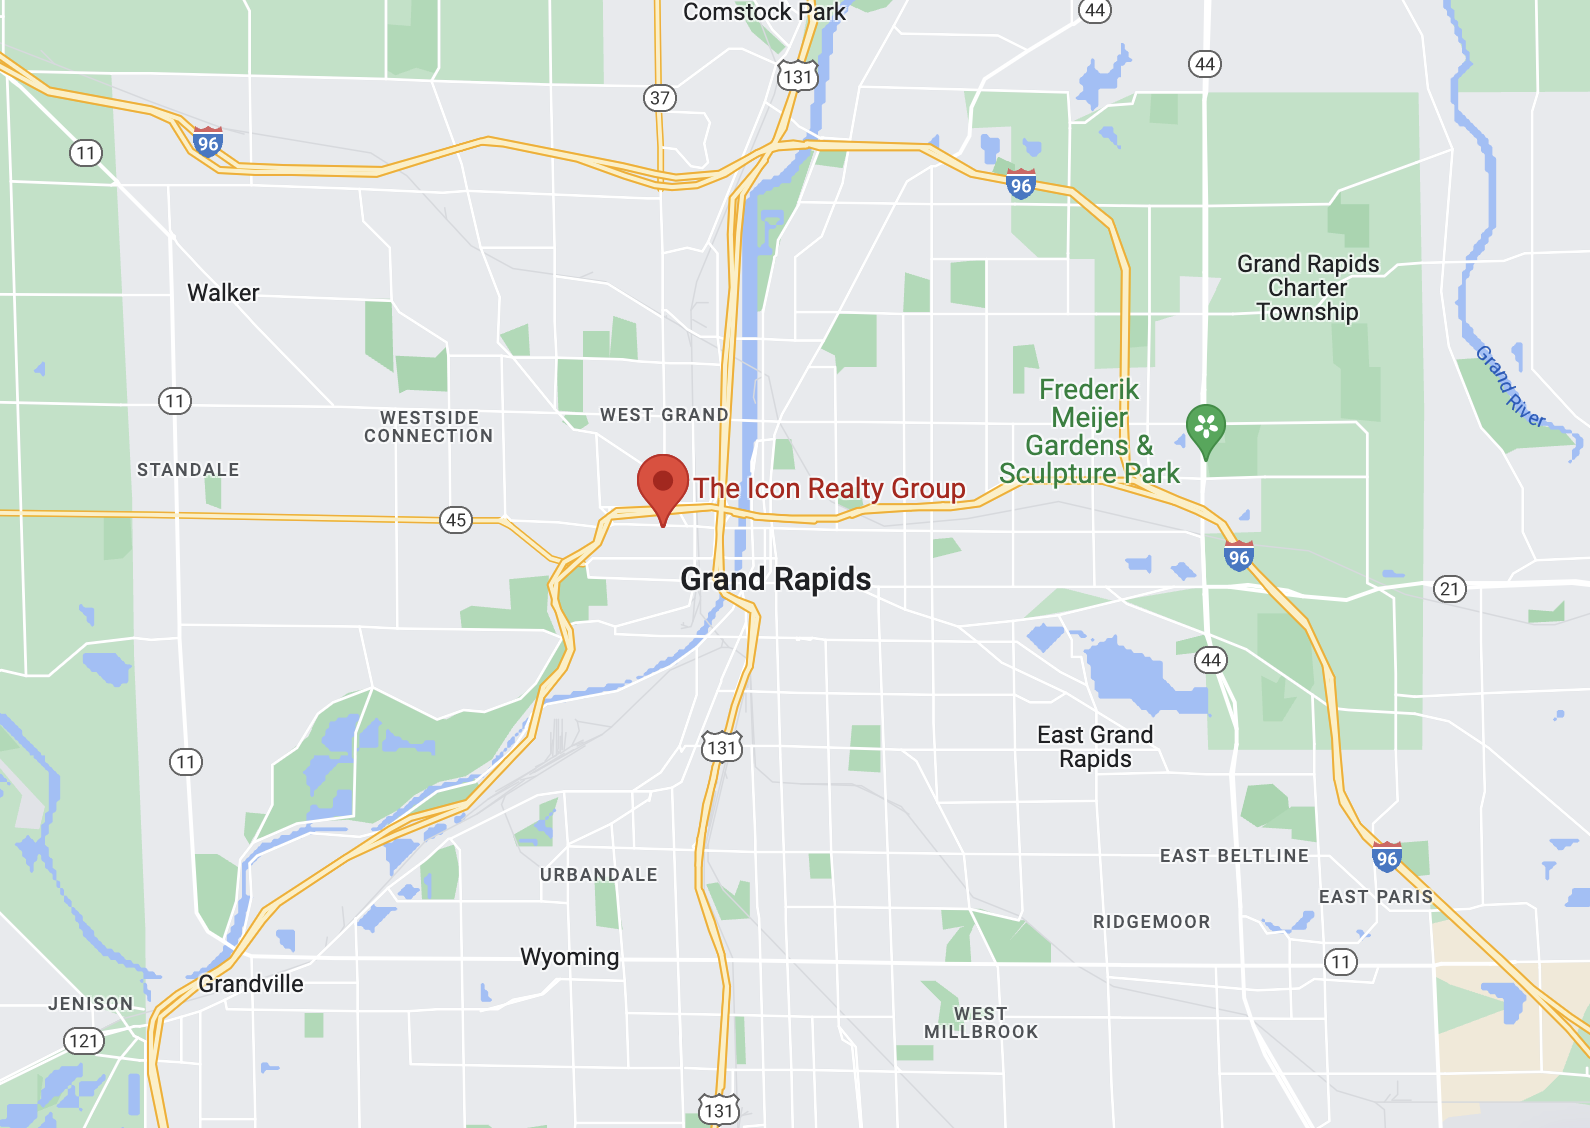 Comstock Park
44
131
44
37
96
11
96
Grand Rapids
Charter
Township
Walker
Grand River
Frederik
Meijer
Gardens &
Sculpture Park
11
WESTSIDE
CONNECTION
WEST GRAND
STANDALE
The Icon Realty Group
45
96
Grand Rapids
21
44
East Grand
Rapids
131
11
EAST BELTLINE
96
URBANDALE
EAST PARIS
RIDGEMOOR
Wyoming
11
Grandville
JENISON
WEST
MILLBROOK
121
131